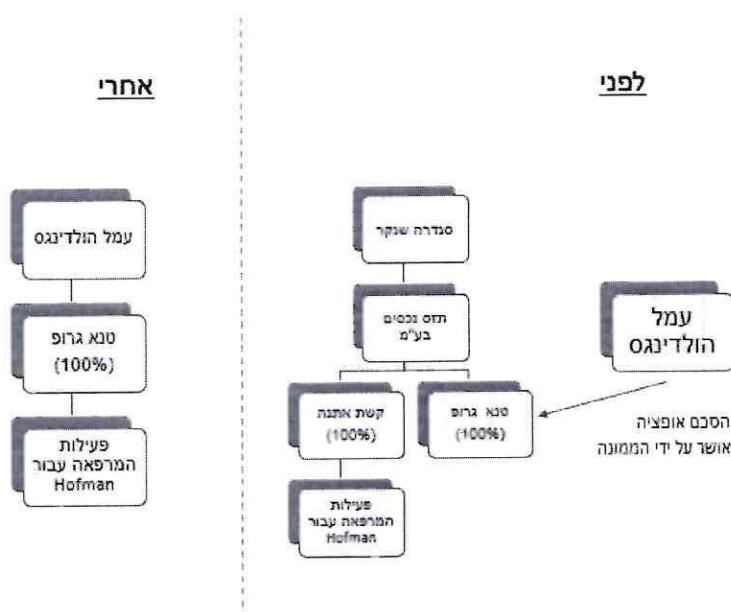 לפני
סנדרה שנקר
תזס נכסים
בע"מ
עמל
הולדינגס
קשת אתנה
(100%)
טנא גרופ
(100%)
הסכם אופציה
אושר על ידי הממונה
פעילות
המרפאה עבור
Hofman
אחרי
עמל הולדינגס
טנא גרופ
(100%)
פעילות
המרפאה עבור
Hofman